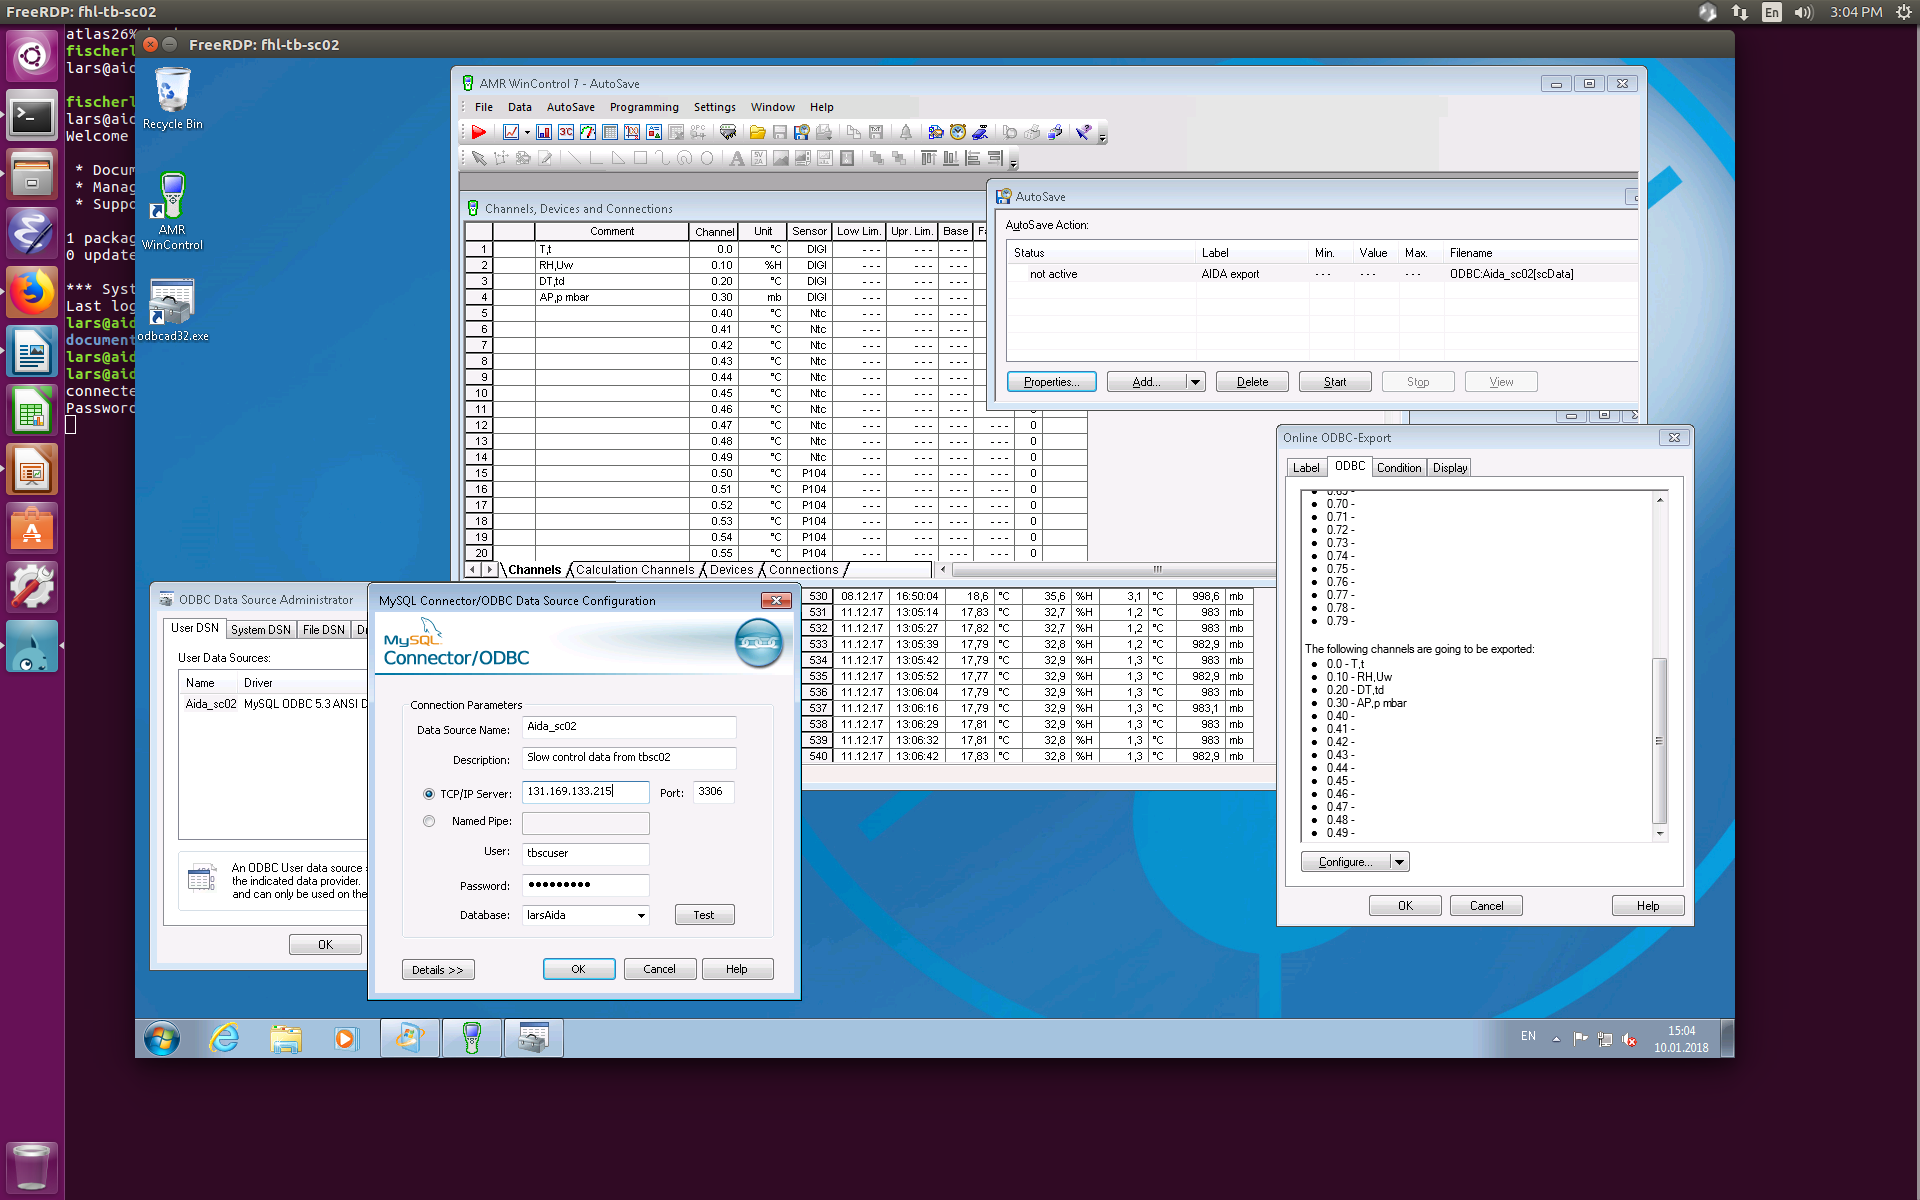 FreeRDP: fhl-tb-sc02
En
3:04 PM
atlas26%
fischerl
lars@aid
fischerl
lars@aid
Welcome
* Docum
* Manag
* Suppo
1 packag
0 update
*** Syst
Last log
lars@aid
document
lars@aid
lars@aid
connecte
Password
FreeRDP: fhl-tb-sc02
Recycle Bin
AMR
WinControl
odbcad32.exe
AMR WinControl 7 - AutoSave
File Data AutoSave Programming Settings Window Help
Channels, Devices and Connections
Comment Channel Unit Sensor Low Lim. Upr. Lim. Base Fa
1 T,t 0.0 °C DIGI - - - - - - - - -
2 RH,Uw 0.10 %H DIGI - - - - - - - - -
3 DT,td 0.20 °C DIGI - - - - - - - - -
4 AP,p mbar 0.30 mb DIGI - - - - - - - - -
5 0.40 °C Ntc - - - - - - - - -
6 0.41 °C Ntc - - - - - - - - -
7 0.42 °C Ntc - - - - - - - - -
8 0.43 °C Ntc - - - - - - - - -
9 0.44 °C Ntc - - - - - - - - -
10 0.45 °C Ntc - - - - - - - - -
11 0.46 °C Ntc - - - - - - - - - 0
12 0.47 °C Ntc - - - - - - - - - - - - 0
13 0.48 °C Ntc - - - - - - - - - - - - 0
14 0.49 °C Ntc - - - - - - - - - - - - 0
15 0.50 °C P104 - - - - - - - - - - - - 0
16 0.51 °C P104 - - - - - - - - - - - - 0
17 0.52 °C P104 - - - - - - - - - - - - 0
18 0.53 °C P104 - - - - - - - - - - - - 0
19 0.54 °C P104 - - - - - - - - - - - - 0
20 0.55 °C P104 - - - - - - - - - - - - 0
Channels Calculation Channels Devices Connections
AutoSave
AutoSave Action:
Status Label Min. Value Max. Filename
not active AIDA export - - - - - - - - - ODBC:Aida_sc02[scData]
Properties... Add... Delete Start Stop View
Online ODBC-Export
Label ODBC Condition Display
0.69 -
0.70 -
0.71 -
0.72 -
0.73 -
0.74 -
0.75 -
0.76 -
0.77 -
0.78 -
0.79 -
The following channels are going to be exported:
0.0 - T,t
0.10 - RH,Uw
0.20 - DT,td
0.30 - AP,p mbar
0.40 -
0.41 -
0.42 -
0.43 -
0.44 -
0.45 -
0.46 -
0.47 -
0.48 -
0.49 -
Configure...
OK Cancel Help
530 08.12.17 16:50:04 18,6 °C 35,6 %H 3,1 °C 998,6 mb
531 11.12.17 13:05:14 17,83 °C 32,7 %H 1,2 °C 983 mb
532 11.12.17 13:05:27 17,82 °C 32,7 %H 1,2 °C 983 mb
533 11.12.17 13:05:39 17,79 °C 32,8 %H 1,2 °C 982,9 mb
534 11.12.17 13:05:42 17,79 °C 32,9 %H 1,3 °C 983 mb
535 11.12.17 13:05:52 17,77 °C 32,9 %H 1,3 °C 982,9 mb
536 11.12.17 13:06:04 17,79 °C 32,9 %H 1,3 °C 983 mb
537 11.12.17 13:06:16 17,79 °C 32,9 %H 1,3 °C 983,1 mb
538 11.12.17 13:06:29 17,81 °C 32,9 %H 1,3 °C 983 mb
539 11.12.17 13:06:32 17,81 °C 32,8 %H 1,3 °C 983 mb
540 11.12.17 13:06:42 17,83 °C 32,8 %H 1,3 °C 982,9 mb
ODBC Data Source Administrator
User DSN System DSN File DSN Dr
User Data Sources:
Name Driver
Aida_sc02 MySQL ODBC 5.3 ANSI D
An ODBC User data source
the indicated data provider.
and can only be used on the
OK
MySQL Connector/ODBC Data Source Configuration
MySQL
Connector/ODBC
Connection Parameters
Data Source Name: Aida_sc02
Description: Slow control data from tbsc02
TCP/IP Server: 131.169.133.215 Port: 3306
Named Pipe:
User: tbscuser
Password: ●●●●●●●●●
Database: larsAida Test
Details >> OK Cancel Help
EN
15:04
10.01.2018